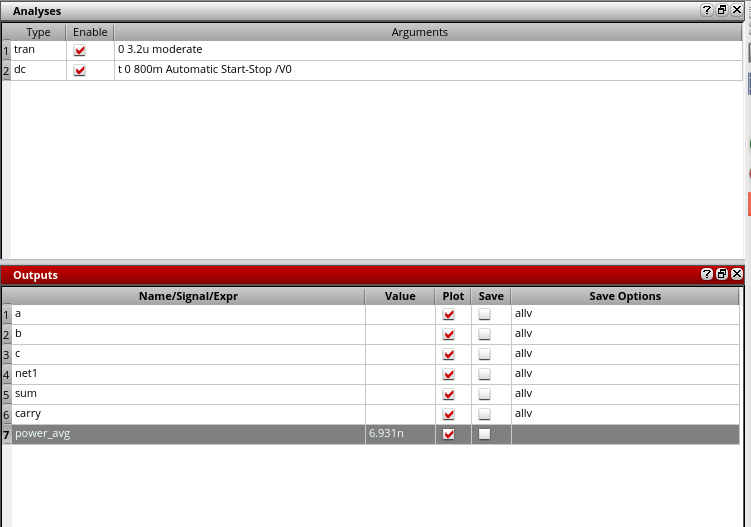 Analyses
Type Enable Arguments
1 tran 0 3.2u moderate
2 dc t 0 800m Automatic Start-Stop /V0
Outputs
Name/Signal/Expr Value Plot Save Save Options
1 a allv
2 b allv
3 c allv
4 net1 allv
5 sum allv
6 carry allv
7 power_avg 6.931n